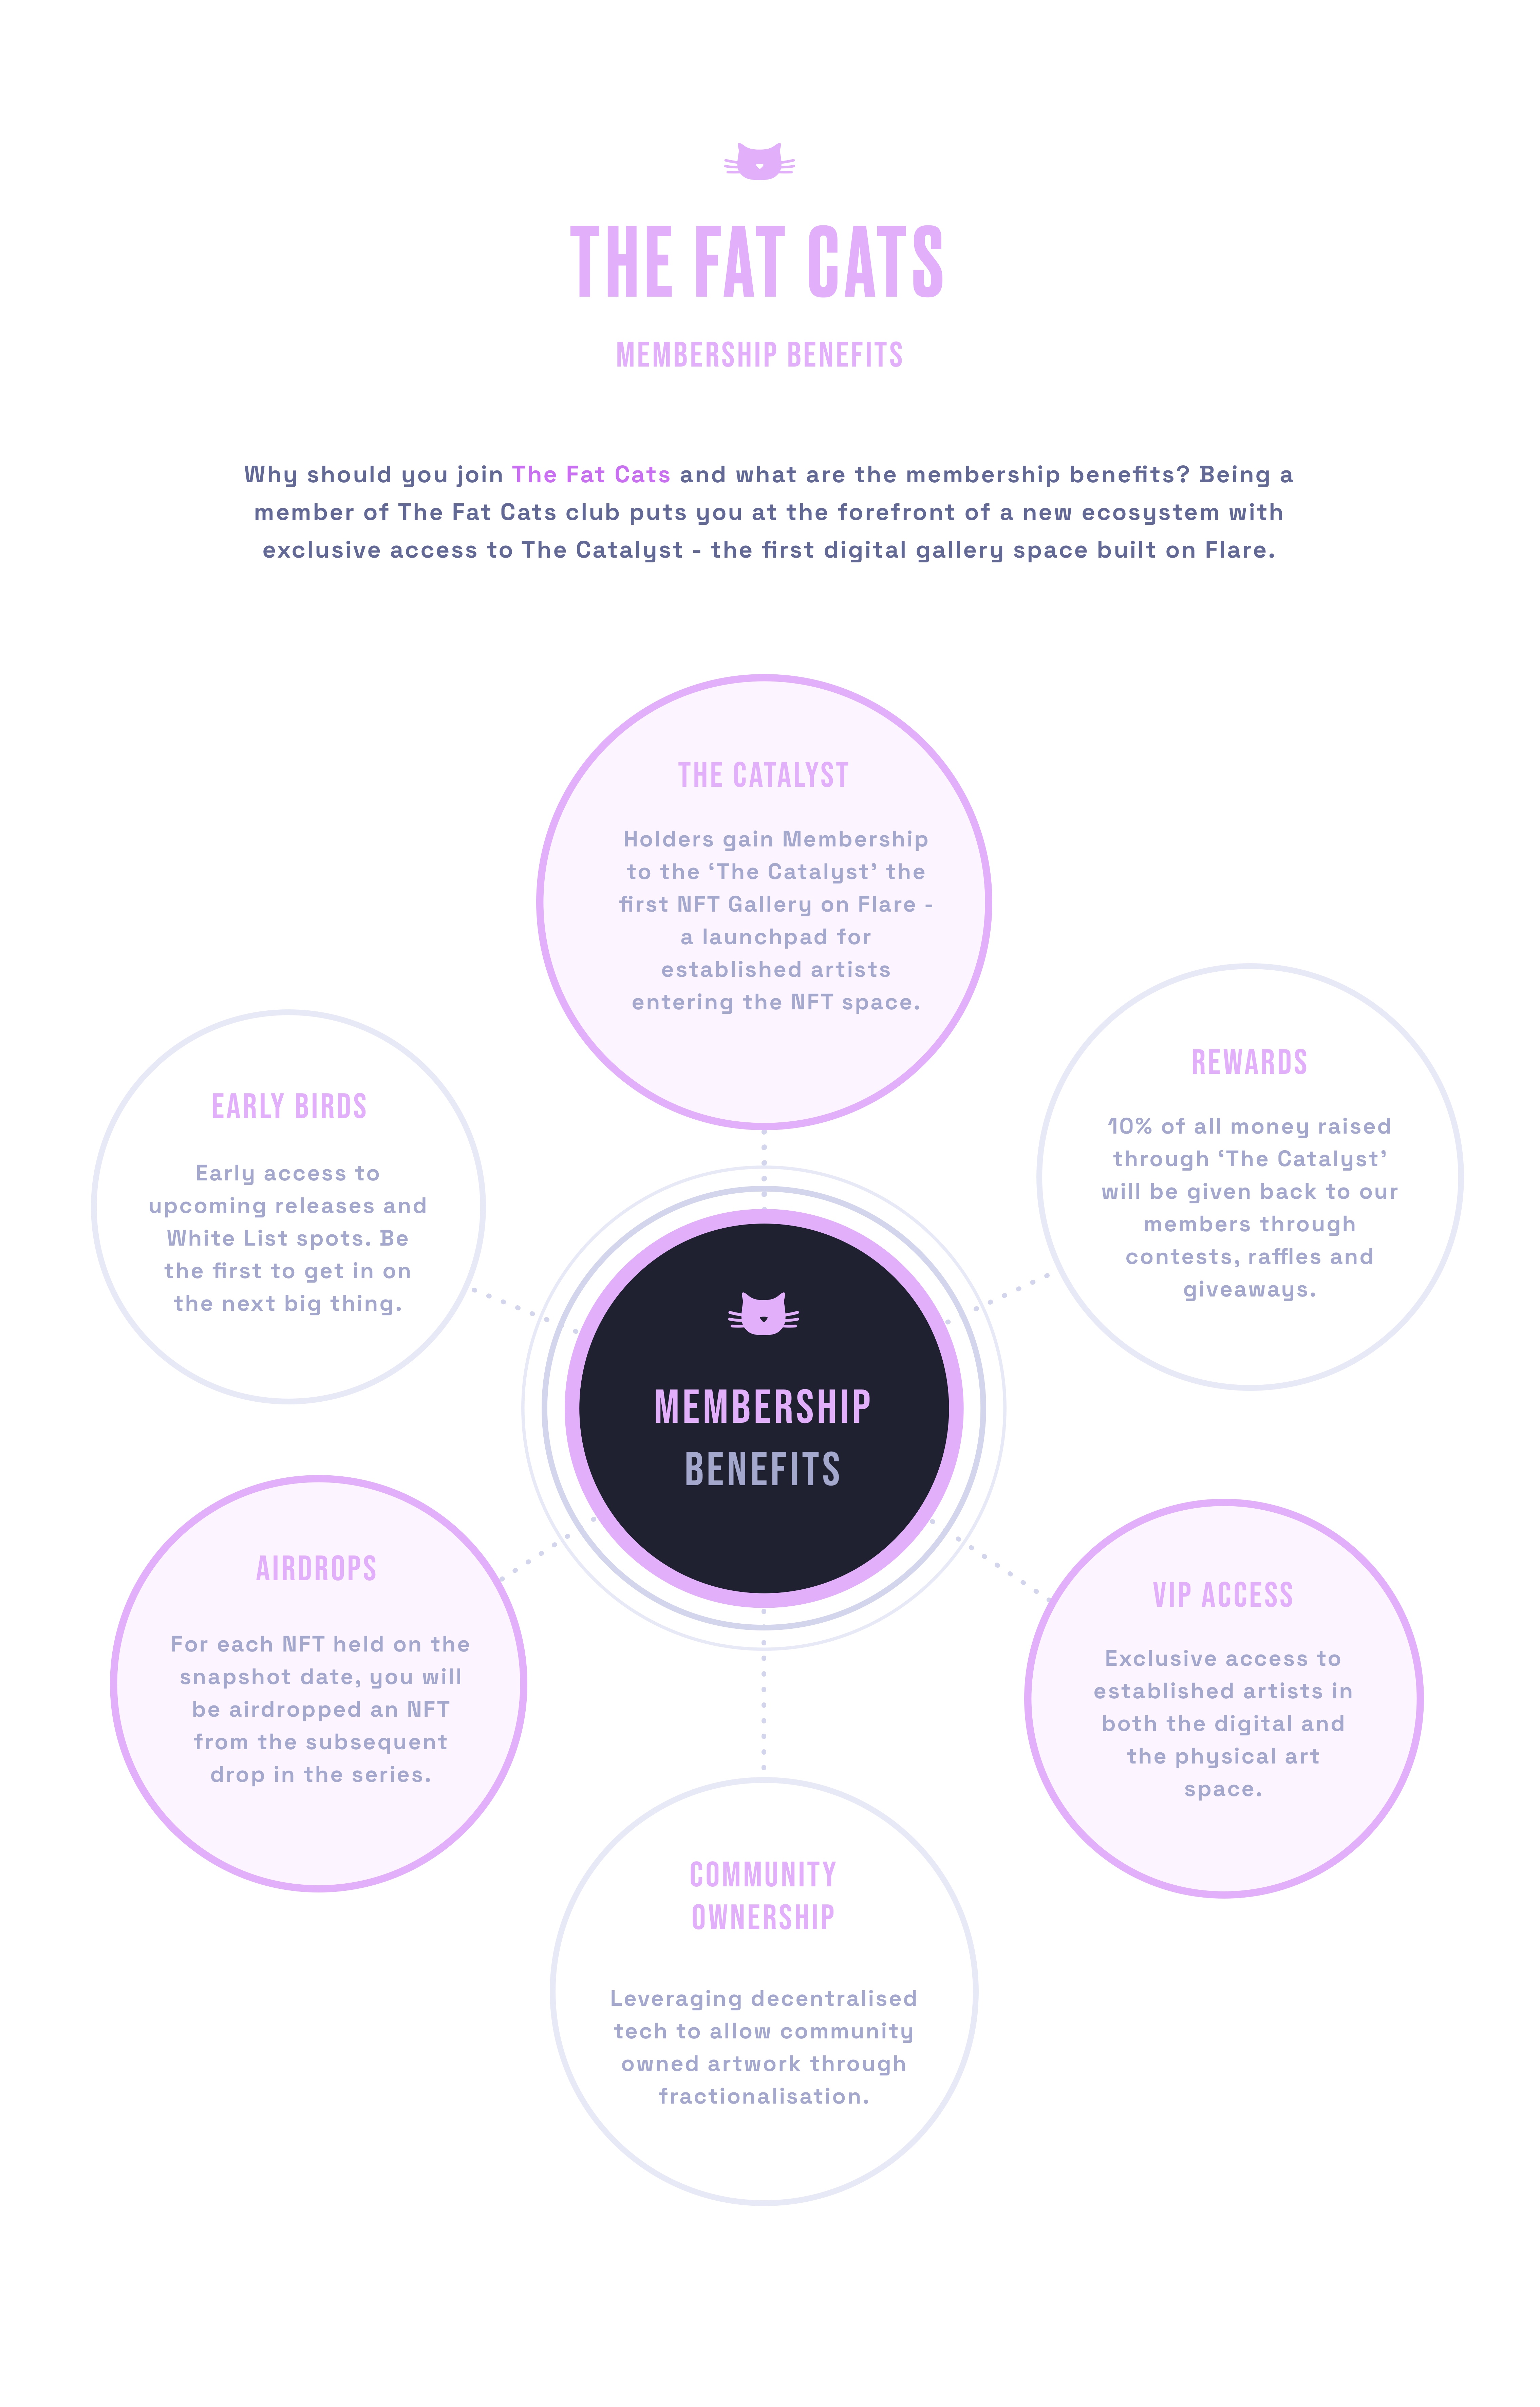 THE FAT CATS
MEMBERSHIP BENEFITS
Why should you join The Fat Cats and what are the membership benefits? Being a
member of The Fat Cats club puts you at the forefront of a new ecosystem with
exclusive access to The Catalyst - the first digital gallery space built on Flare.
THE CATALYST
Holders gain Membership
to the ‘The Catalyst’ the
first NFT Gallery on Flare -
a launchpad for
established artists
entering the NFT space.
EARLY BIRDS
Early access to
upcoming releases and
White List spots. Be
the first to get in on
the next big thing.
REWARDS
10% of all money raised
through ‘The Catalyst’
will be given back to our
members through
contests, raffles and
giveaways.
MEMBERSHIP
BENEFITS
AIRDROPS
For each NFT held on the
snapshot date, you will
be airdropped an NFT
from the subsequent
drop in the series.
VIP ACCESS
Exclusive access to
established artists in
both the digital and
the physical art
space.
COMMUNITY
OWNERSHIP
Leveraging decentralised
tech to allow community
owned artwork through
fractionalisation.